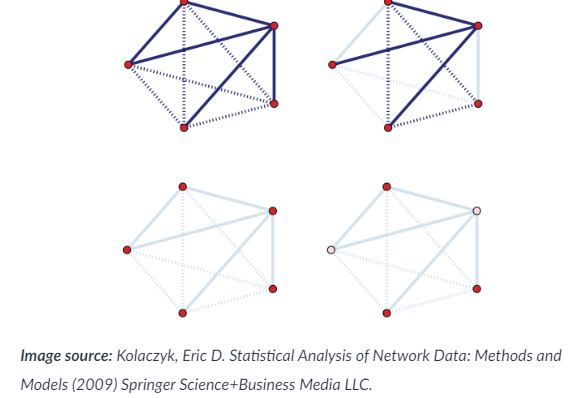 Image source: Kolaczyk, Eric D. Statistical Analysis of Network Data: Methods and
Models (2009) Springer Science+Business Media LLC.